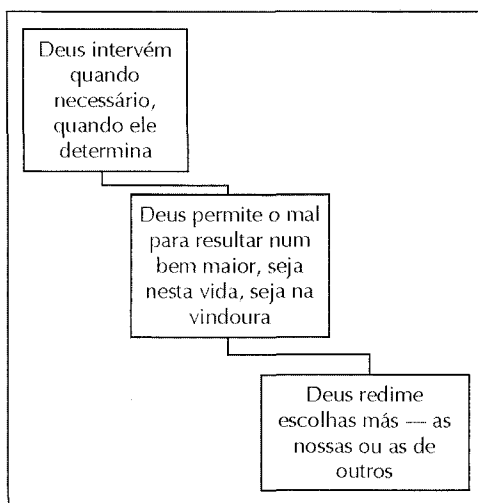 Deus intervém
quando
necessário,
quando ele
determina
Deus permite o mal
para resultar num
bem maior, seja
nesta vida, seja na
vindoura
Deus redime
escolhas más — as
nossas ou as de
outros